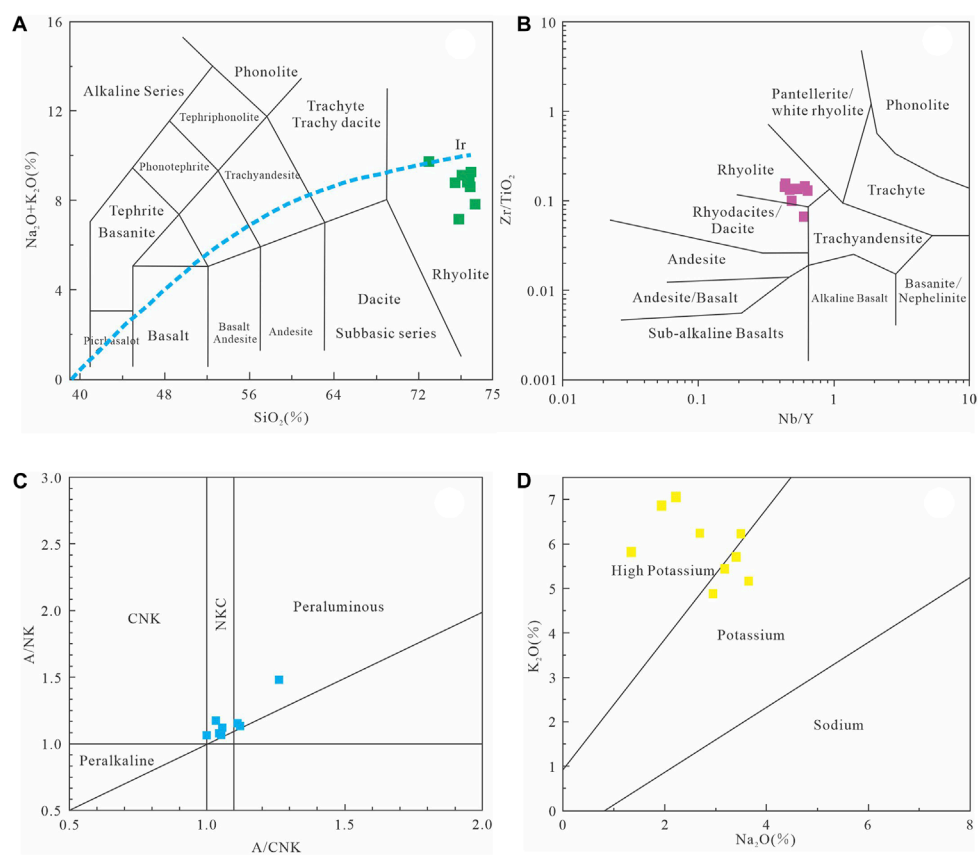 A
16
12
8
4
0
Na₂O+K₂O(%)
Phonolite
Alkaline Series
Tephriphonolite
Trachyte
Trachy dacite
Ir
Phonotephrite
Trachyandesite
Tephrite
Basanite
Rhyolite
Dacite
Picrbasalot
Basalt
Basalt
Andesite
Andesite
Subbasic series
40 48 56 64 72 75
SiO₂(%)
B
10
1
0.1
0.01
0.001
Zr/TiO₂
Pantellerite/
white rhyolite
Phonolite
Rhyolite
Trachyte
Rhyodacites/
Dacite
Trachyandensite
Andesite
Andesite/Basalt
Alkaline Basalt
Basanite/
Nephelinite
Sub-alkaline Basalts
0.01 0.1 1 10
Nb/Y
C
3.0
2.5
2.0
1.5
1.0
0.5
A/NK
CNK
NKC
Peraluminous
Peralkaline
0.5 1.0 1.5 2.0
A/CNK
D
7
6
5
4
3
2
1
0
K₂O(%)
High Potassium
Potassium
Sodium
0 2 4 6 8
Na₂O(%)